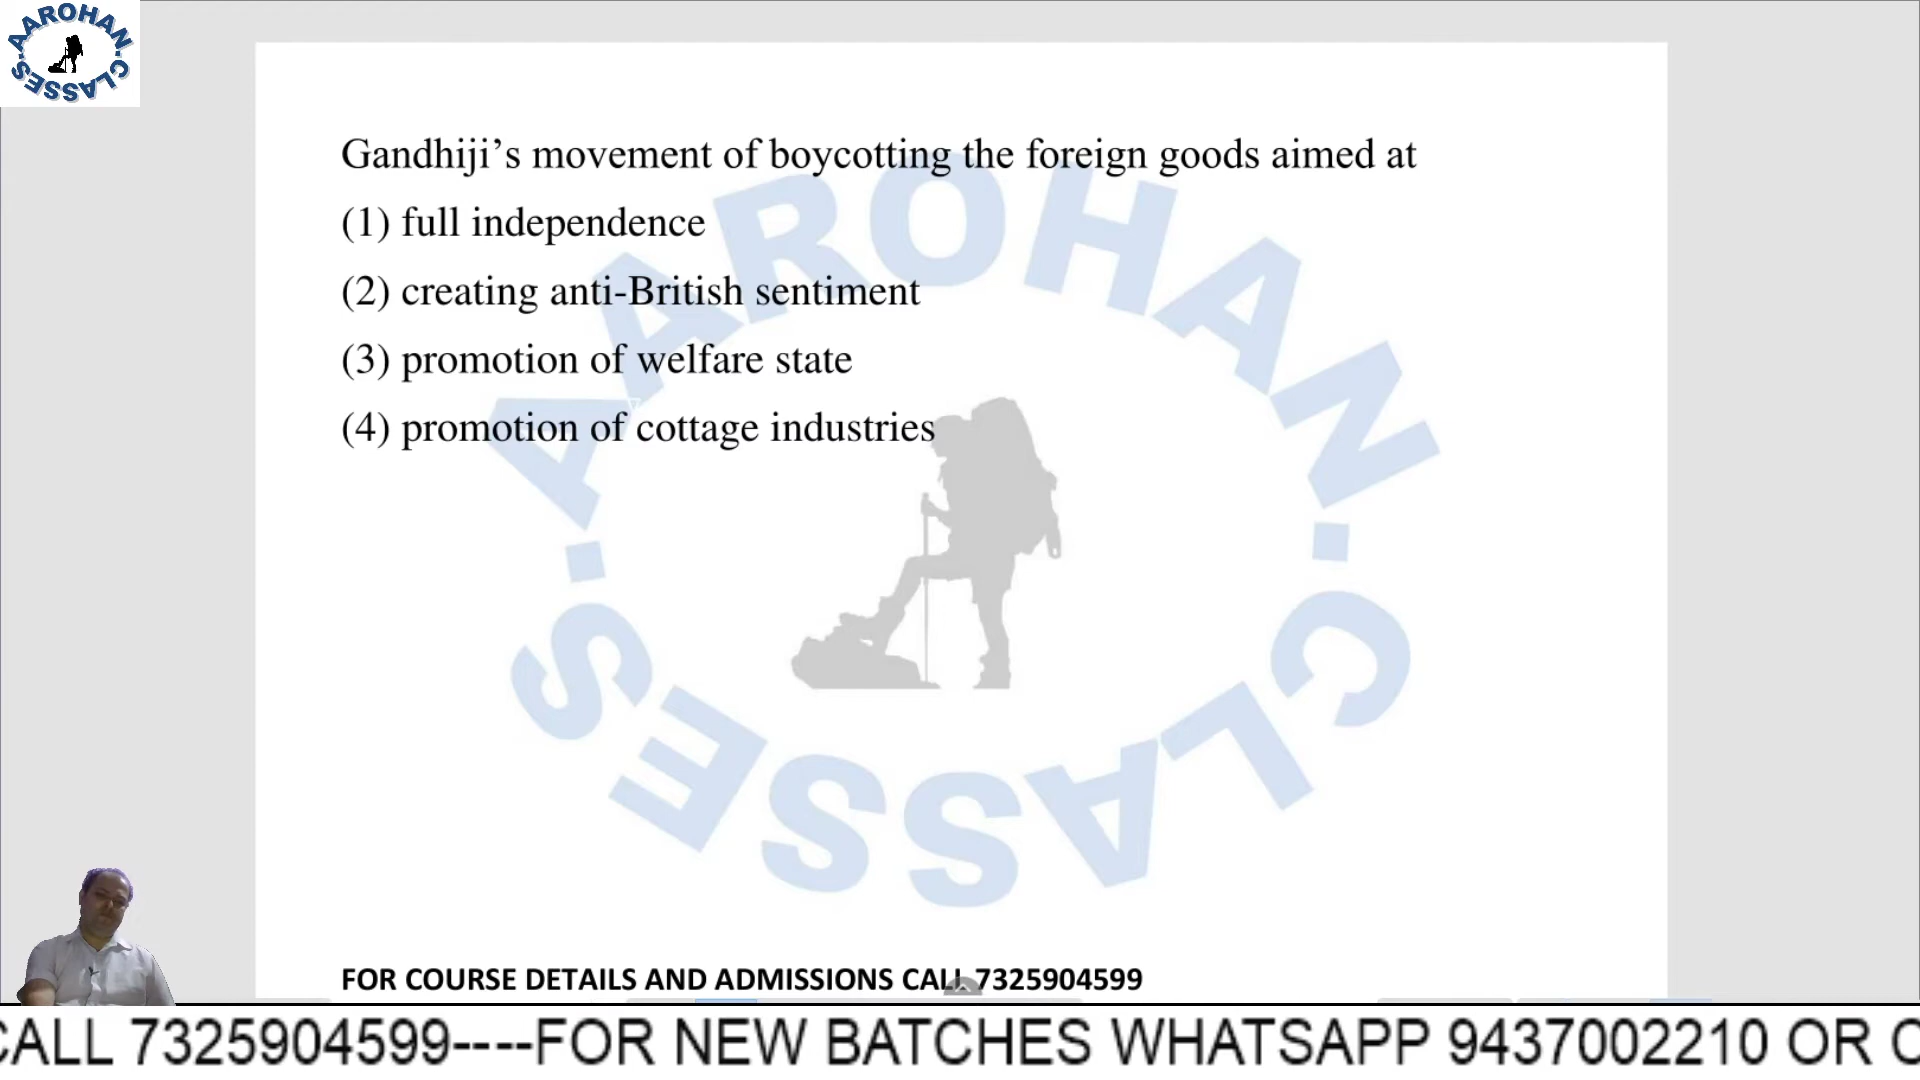 AAROHAN.CLASSES.
Gandhiji’s movement of boycotting the foreign goods aimed at
(1) full independence
(2) creating anti-British sentiment
(3) promotion of welfare state
(4) promotion of cottage industries
AAROHAN.CLASSES.
FOR COURSE DETAILS AND ADMISSIONS CALL 7325904599
CALL 7325904599----FOR NEW BATCHES WHATSAPP 9437002210 OR C